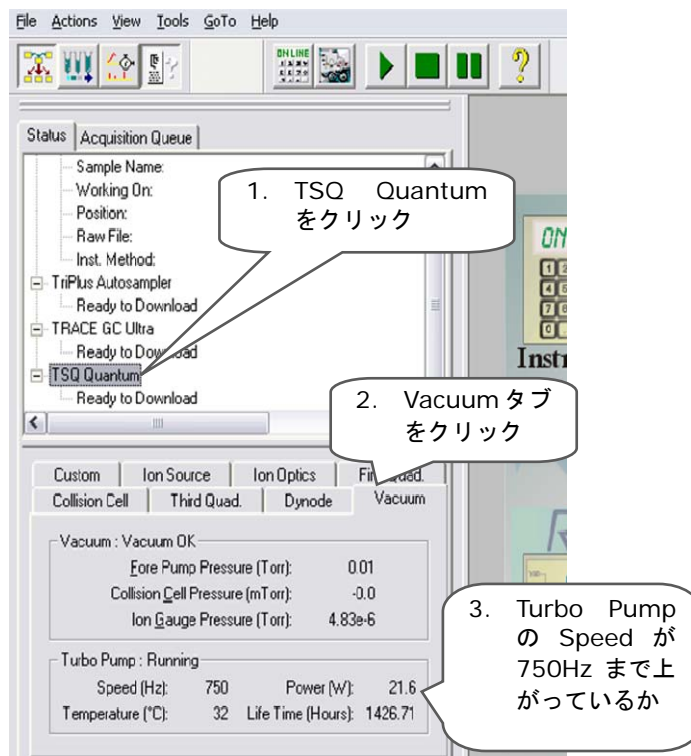 File Actions View Tools GoTo Help
ON LINE
?
Status Acquisition Queue
Sample Name:
Working On:
Position:
Raw File:
Inst. Method:
TriPlus Autosampler
Ready to Download
TRACE GC Ultra
Ready to Download
TSQ Quantum
Ready to Download
1. TSQ Quantum
をクリック
ON
Instr
2. Vacuum タブ
をクリック
Custom Ion Source Ion Optics
Collision Cell Third Quad. Dynode Vacuum
Vacuum : Vacuum OK
Fore Pump Pressure (Torr): 0.01
Collision Cell Pressure (mTorr): -0.0
Ion Gauge Pressure (Torr): 4.83e-6
Turbo Pump : Running
Speed (Hz): 750 Power (W): 21.6
Temperature (°C): 32 Life Time (Hours): 1426.71
3. Turbo Pump
の Speed が
750Hz まで上
がっているか